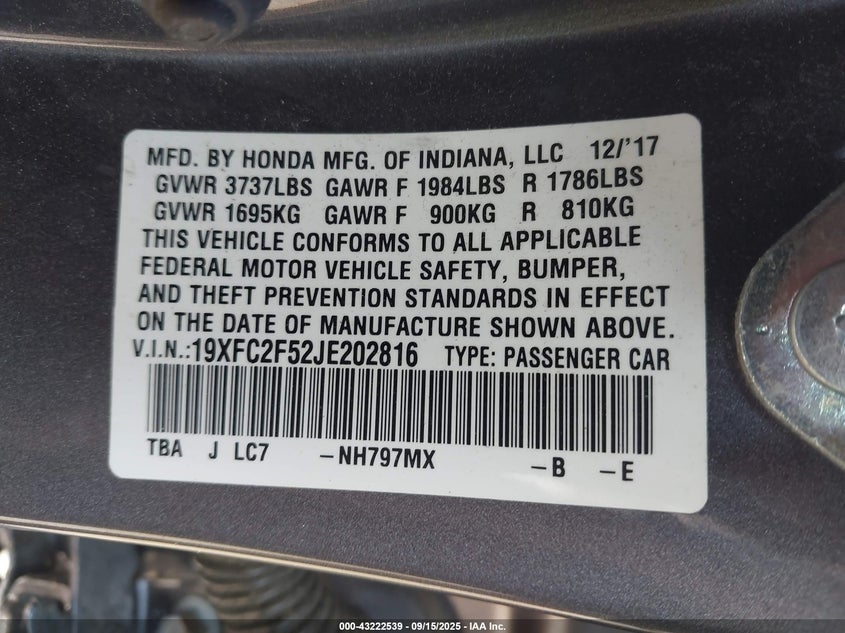 MFD. BY HONDA MFG. OF INDIANA, LLC 12/'17
GVWR 3737LBS GAWR F 1984LBS R 1786LBS
GVWR 1695KG GAWR F 900KG R 810KG
THIS VEHICLE CONFORMS TO ALL APPLICABLE
FEDERAL MOTOR VEHICLE SAFETY, BUMPER,
AND THEFT PREVENTION STANDARDS IN EFFECT
ON THE DATE OF MANUFACTURE SHOWN ABOVE.
V.I.N.:19XFC2F52JE202816 TYPE: PASSENGER CAR
TBA J LC7 -NH797MX -B -E
000-43222539 - 09/15/2025 - IAA Inc.